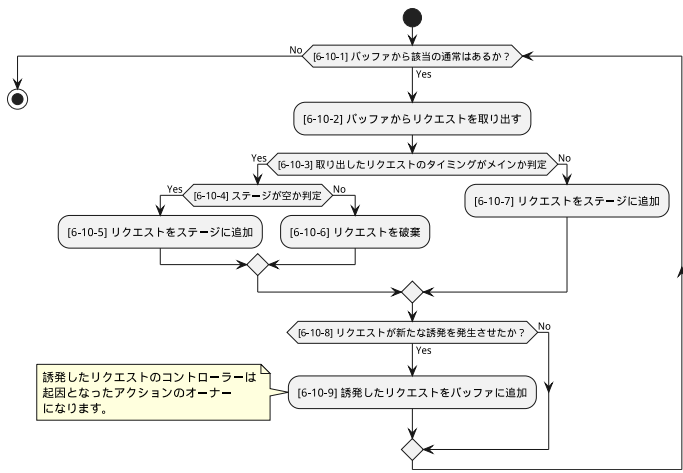 No
[6-10-1] バッファから該当の通常はあるか？
Yes
[6-10-2] バッファからリクエストを取り出す
Yes
[6-10-3] 取り出したリクエストのタイミングがメインか判定
No
Yes
[6-10-4] ステージが空か判定
No
[6-10-7] リクエストをステージに追加
[6-10-5] リクエストをステージに追加
[6-10-6] リクエストを破棄
[6-10-8] リクエストが新たな誘発を発生させたか？
No
Yes
誘発したリクエストのコントローラーは
起因となったアクションのオーナー
になります。
[6-10-9] 誘発したリクエストをバッファに追加